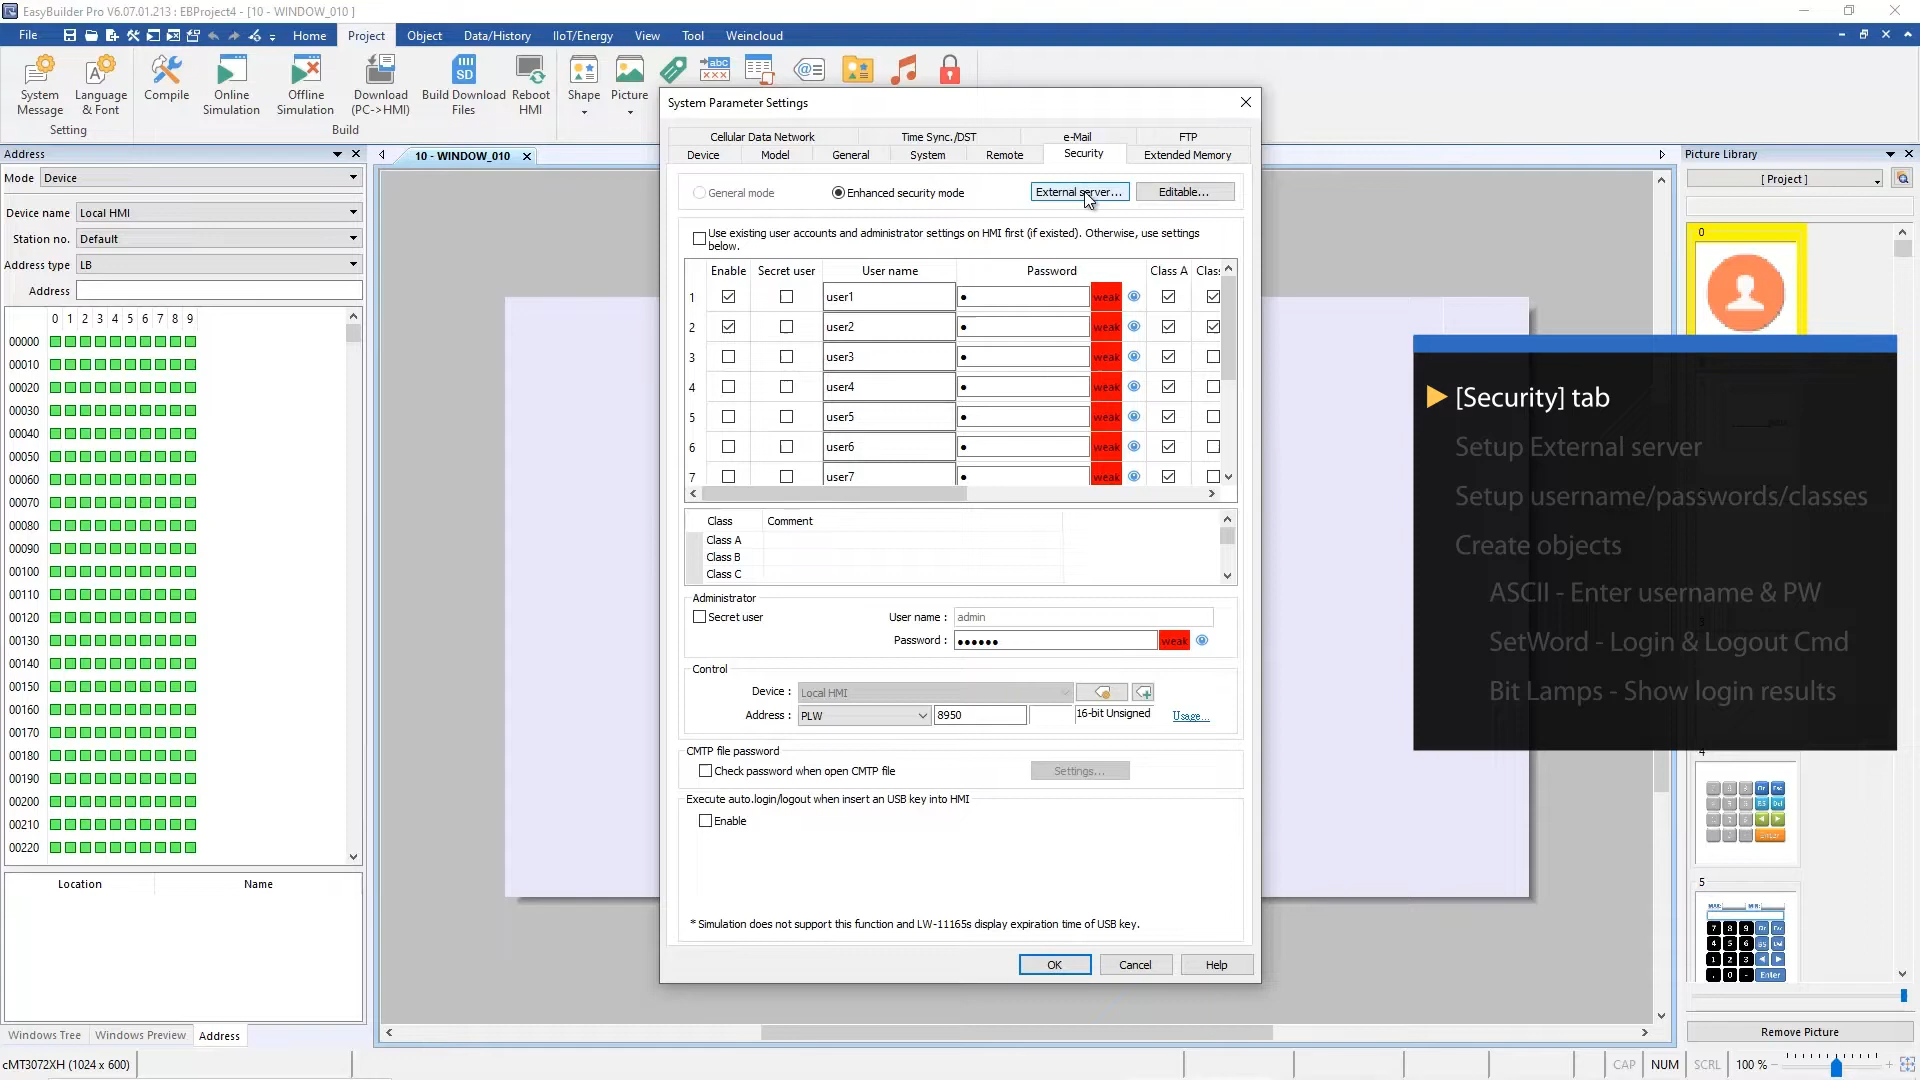 EasyBuilder Pro V6.07.01.213 : EBProject4 - [10 - WINDOW_010 ]
File Home Project Object Data/History IIoT/Energy View Tool Weincloud
System Message
Language & Font
Compile
Online Simulation
Offline Simulation
Download (PC->HMI)
Build Download Files
Reboot HMI
Shape
Picture
Setting
Build
Address
Mode Device
Device name Local HMI
Station no. Default
Address type LB
Address
0 1 2 3 4 5 6 7 8 9
00000
00010
00020
00030
00040
00050
00060
00070
00080
00090
00100
00110
00120
00130
00140
00150
00160
00170
00180
00190
00200
00210
00220
Location Name
Windows Tree Windows Preview Address
10 - WINDOW_010
System Parameter Settings
Cellular Data Network Time Sync./DST e-Mail FTP
Device Model General System Remote Security Extended Memory
General mode Enhanced security mode External server... Editable...
Use existing user accounts and administrator settings on HMI first (if existed). Otherwise, use settings
below.
Enable Secret user User name Password Class A Clas
1 user1 weak
2 user2 weak
3 user3 weak
4 user4 weak
5 user5 weak
6 user6 weak
7 user7 weak
Class Comment
Class A
Class B
Class C
Administrator
Secret user User name : admin
Password : weak
Control
Device : Local HMI
Address : PLW 8950 16-bit Unsigned Usage...
CMTP file password
Check password when open CMTP file Settings...
Execute auto.login/logout when insert an USB key into HMI
Enable
* Simulation does not support this function and LW-11165s display expiration time of USB key.
OK Cancel Help
Picture Library
[ Project ]
0
[Security] tab
Setup External server
Setup username/passwords/classes
Create objects
ASCII - Enter username & PW
SetWord - Login & Logout Cmd
Bit Lamps - Show login results
4
5
Remove Picture
cMT3072XH (1024 x 600)
CAP NUM SCRL 100 %